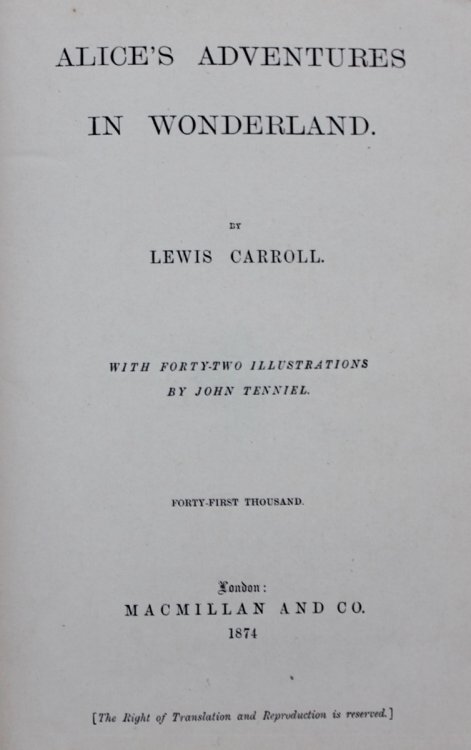 ALICE'S ADVENTURES
IN WONDERLAND.
BY
LEWIS CARROLL.
WITH FORTY-TWO ILLUSTRATIONS
BY JOHN TENNIEL.
FORTY-FIRST THOUSAND.
London:
MACMILLAN AND CO.
1874
[The Right of Translation and Reproduction is reserved.]